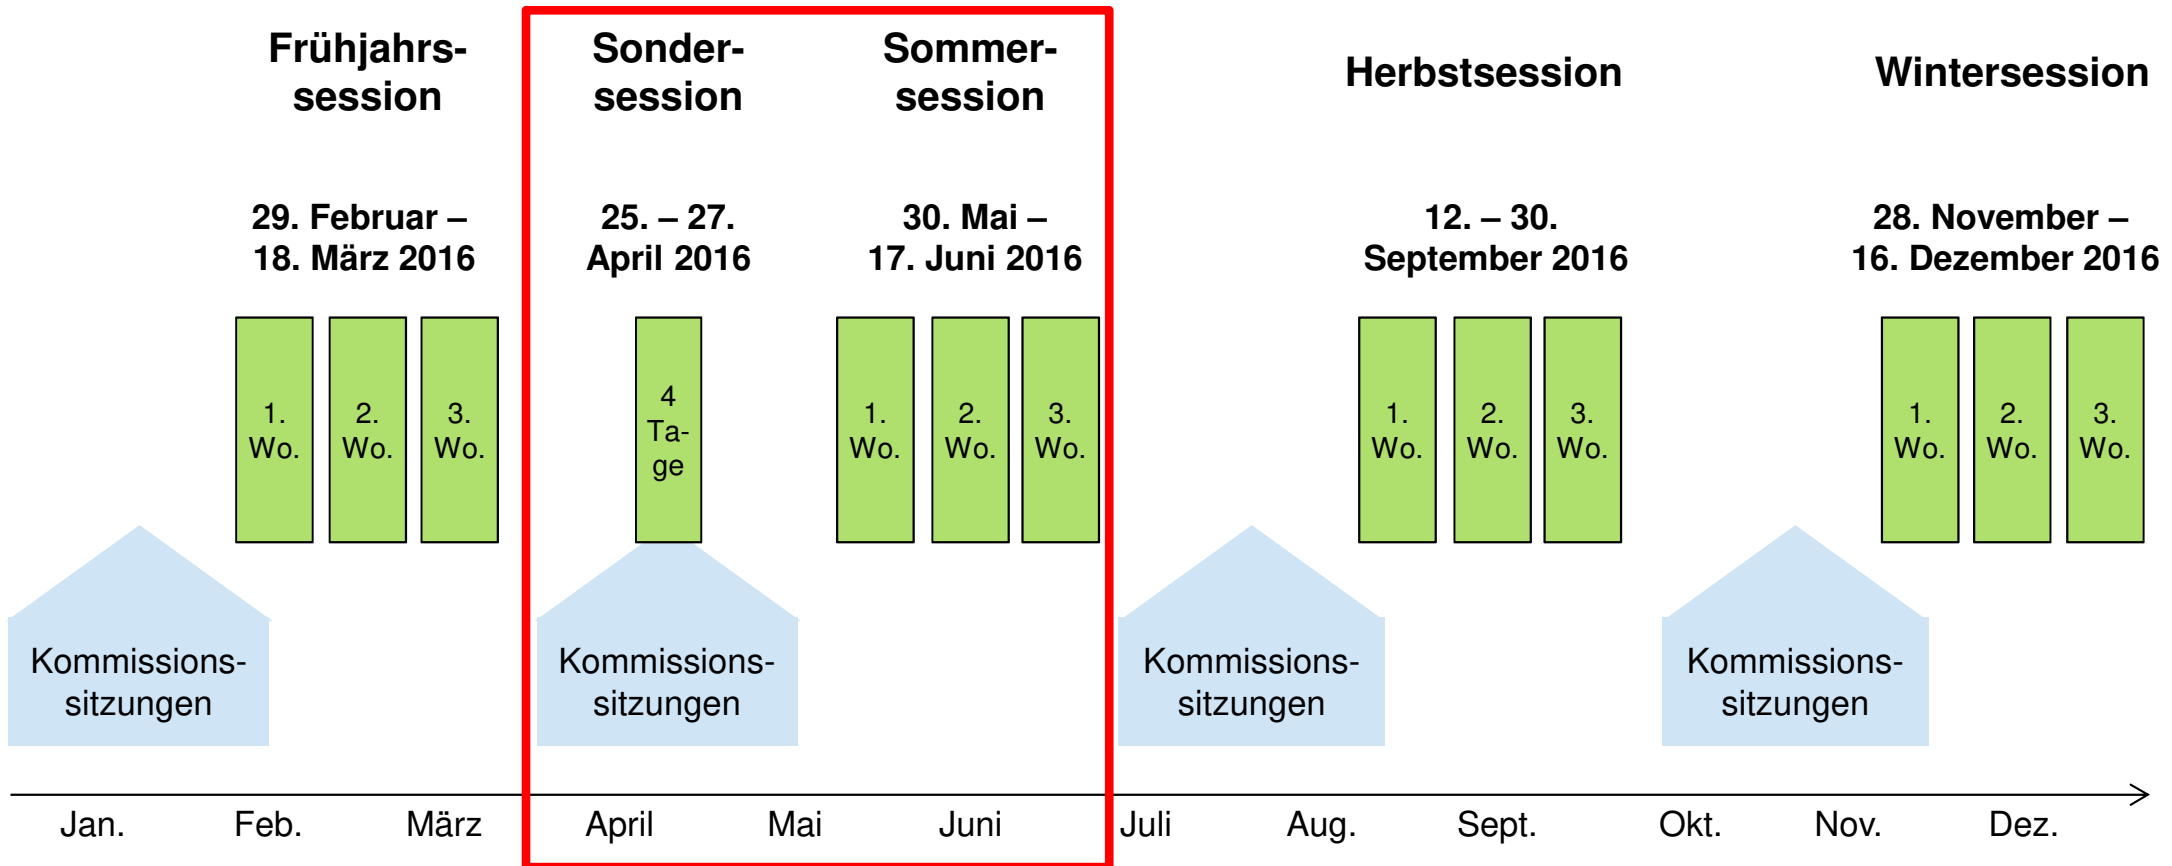 Frühjahrs-
session
Sonder-
session
Sommer-
session
Herbstsession
Wintersession
29. Februar –
18. März 2016
25. – 27.
April 2016
30. Mai –
17. Juni 2016
12. – 30.
September 2016
28. November –
16. Dezember 2016
1.
Wo.
2.
Wo.
3.
Wo.
4
Ta-
ge
1.
Wo.
2.
Wo.
3.
Wo.
1.
Wo.
2.
Wo.
3.
Wo.
1.
Wo.
2.
Wo.
3.
Wo.
Kommissions-
sitzungen
Kommissions-
sitzungen
Kommissions-
sitzungen
Kommissions-
sitzungen
Jan. Feb. März April Mai Juni Juli Aug. Sept. Okt. Nov. Dez.